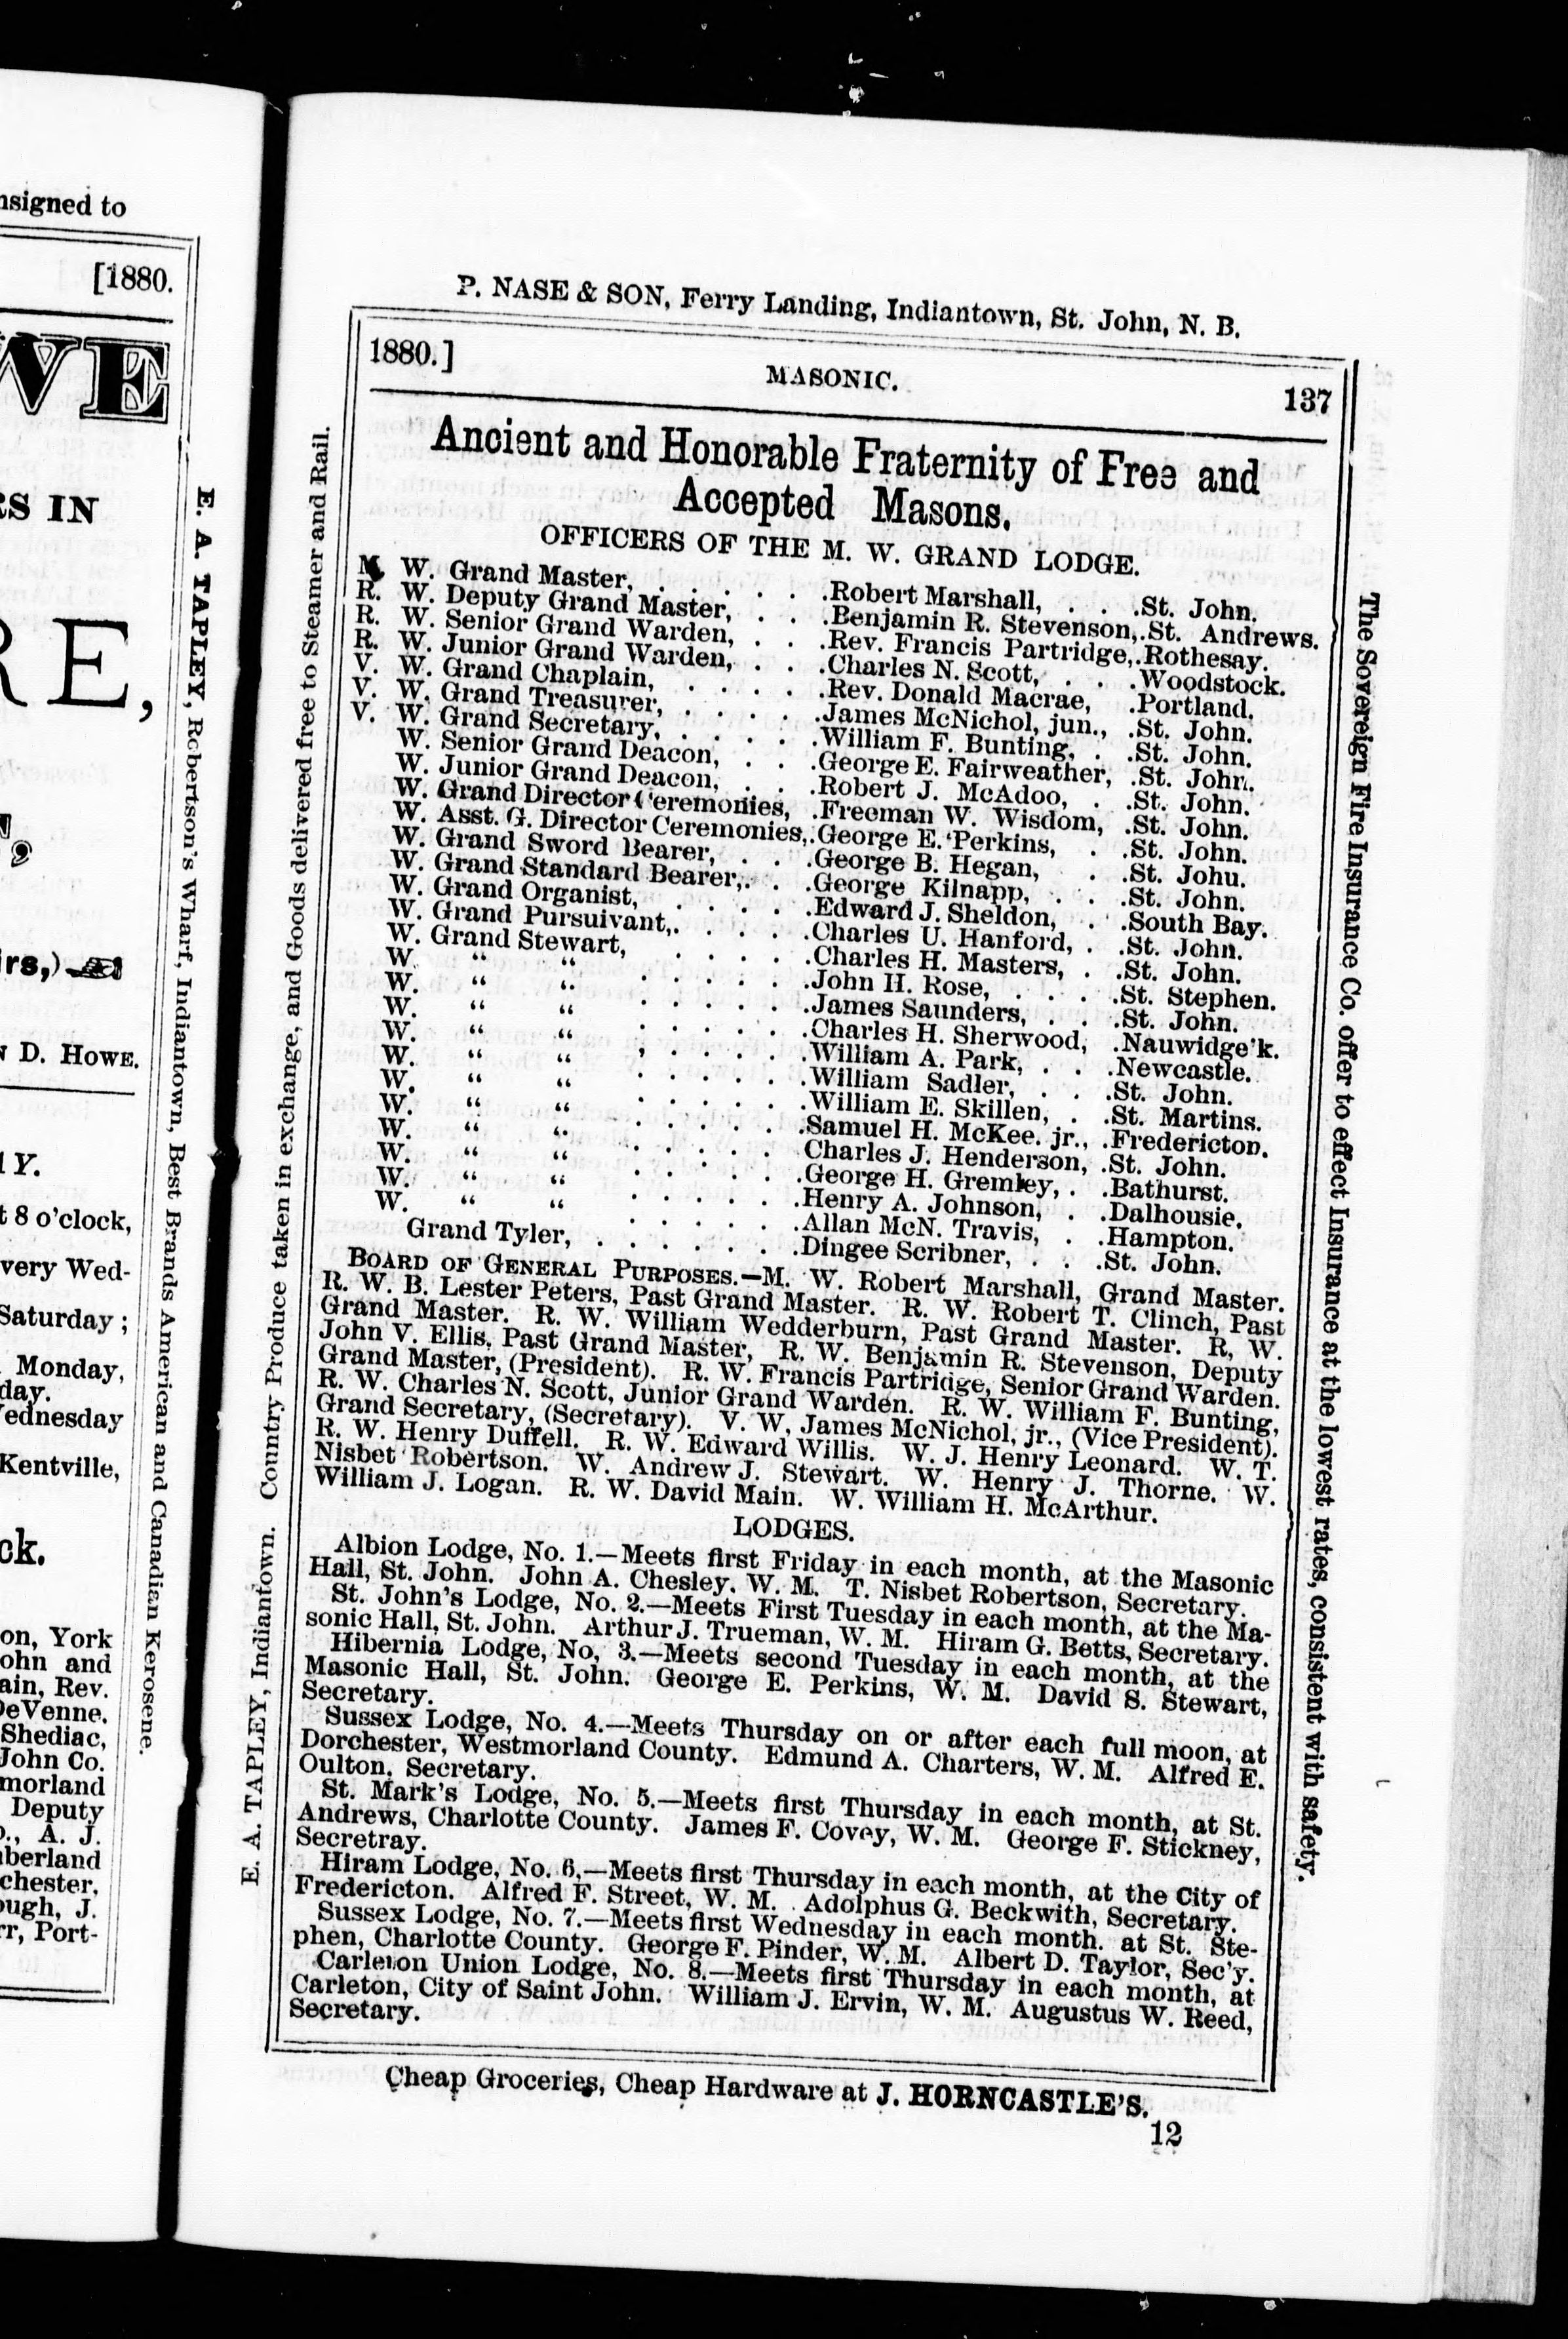 nsigned to
[1880.
WE
RS IN
RE,
irs,)
D. HOWE.
t 8 o'clock,
very Wed-
Saturday ;
Monday,
day.
ednesday
Kentville,
ck.
on, York
ohn and
ain, Rev.
DeVenne.
Shediac,
John Co.
morland
Deputy
A. J.
berland
chester,
ough, J.
rr, Port-
E. A. TAPLEY, Robertson's Wharf, Indiantown, Best Brands American and Canadian Kerosene.
E. A. TAPLEY, Indiantown. Country Produce taken in exchange, and Goods delivered free to Steamer and Rail.
P. NASE & SON, Ferry Landing, Indiantown, St. John, N. B.
1880.] MASONIC. 137
Ancient and Honorable Fraternity of Free and
Accepted Masons.
OFFICERS OF THE M. W. GRAND LODGE.
M. W. Grand Master, . . . . . . .Robert Marshall, . . .St. John.
R. W. Deputy Grand Master, . . .Benjamin R. Stevenson,.St. Andrews.
R. W. Senior Grand Warden, . . .Rev. Francis Partridge,.Rothesay.
R. W. Junior Grand Warden, . . .Charles N. Scott, . . .Woodstock.
V. W. Grand Chaplain, . . . . .Rev. Donald Macrae, .Portland.
V. W. Grand Treasurer, . . . . .James McNichol, jun., .St. John.
V. W. Grand Secretary, . . . . .William F. Bunting, . .St. John.
W. Senior Grand Deacon, . . .George E. Fairweather, .St. John.
W. Junior Grand Deacon, . . .Robert J. McAdoo, . .St. John.
W. Grand Director Ceremonies, .Freeman W. Wisdom, .St. John.
W. Asst. G. Director Ceremonies,.George E. Perkins, . .St. John.
W. Grand Sword Bearer, . . .George B. Hegan, . .St. Johu.
W. Grand Standard Bearer,. . .George Kilnapp, . . .St. John.
W. Grand Organist, . . . . .Edward J. Sheldon, . .South Bay.
W. Grand Pursuivant,. . . . .Charles U. Hanford, . .St. John.
W. Grand Stewart, . . . . .Charles H. Masters, . .St. John.
W. “ “ . . . . .John H. Rose, . . . .St. Stephen.
W. “ “ . . . . . .James Saunders, . . .St. John.
W. “ “ . . . . . .Charles H. Sherwood, .Nauwidge'k.
W. “ “ . . . . . .William A. Park, . . .Newcastle.
W. “ “ . . . . . .William Sadler, . . .St. John.
W. “ “ . . . . . .William E. Skillen, . .St. Martins.
W. “ “ . . . . . .Samuel H. McKee. jr., .Fredericton.
W. “ “ . . . . . Charles J. Henderson, .St. John.
W. “ “ . . . . . .George H. Gremley, . .Bathurst.
W. “ “ . . . . . .Henry A. Johnson, . .Dalhousie.
W. “ “ . . . . . .Allan McN. Travis, . .Hampton.
Grand Tyler, . . . . . . .Dingee Scribner, . . .St. John.
BOARD OF GENERAL PURPOSES.—M. W. Robert Marshall, Grand Master.
R. W. B. Lester Peters, Past Grand Master. R. W. Robert T. Clinch, Past
Grand Master. R. W. William Wedderburn, Past Grand Master. R, W.
John V. Ellis, Past Grand Master, R. W. Benjamin R. Stevenson, Deputy
Grand Master, (President). R. W. Francis Partridge, Senior Grand Warden.
R. W. Charles N. Scott, Junior Grand Warden. R. W. William F. Bunting,
Grand Secretary, (Secretary). V. W. James McNichol, jr., (Vice President).
R. W. Henry Duffell. R. W. Edward Willis. W. J. Henry Leonard. W. T.
Nisbet Robertson. W. Andrew J. Stewart. W. Henry J. Thorne. W.
William J. Logan. R. W. David Main. W. William H. McArthur.
LODGES.
Albion Lodge, No. 1.—Meets first Friday in each month, at the Masonic
Hall, St. John. John A. Chesley. W. M. T. Nisbet Robertson, Secretary.
St. John's Lodge, No. 2.—Meets First Tuesday in each month, at the Ma-
sonic Hall, St. John. Arthur J. Trueman, W. M. Hiram G. Betts, Secretary.
Hibernia Lodge, No, 3.—Meets second Tuesday in each month, at the
Masonic Hall, St. John. George E. Perkins, W. M. David S. Stewart,
Secretary.
Sussex Lodge, No. 4.—Meets Thursday on or after each full moon, at
Dorchester, Westmorland County. Edmund A. Charters, W. M. Alfred E.
Oulton, Secretary.
St. Mark's Lodge, No. 5.—Meets first Thursday in each month, at St.
Andrews, Charlotte County. James F. Covey, W. M. George F. Stickney,
Secretray.
Hiram Lodge, No. 6,—Meets first Thursday in each month, at the City of
Fredericton. Alfred F. Street, W. M. Adolphus G. Beckwith, Secretary.
Sussex Lodge, No. 7.—Meets first Wednesday in each month. at St. Ste-
phen, Charlotte County. George F. Pinder, W. M. Albert D. Taylor, Sec'y.
Carleton Union Lodge, No. 8.—Meets first Thursday in each month, at
Carleton, City of Saint John. William J. Ervin, W. M. Augustus W. Reed,
Secretary.
The Sovereign Fire Insurance Co. offer to effect Insurance at the lowest rates, consistent with safety.
Cheap Groceries, Cheap Hardware at J. HORNCASTLE'S.
12